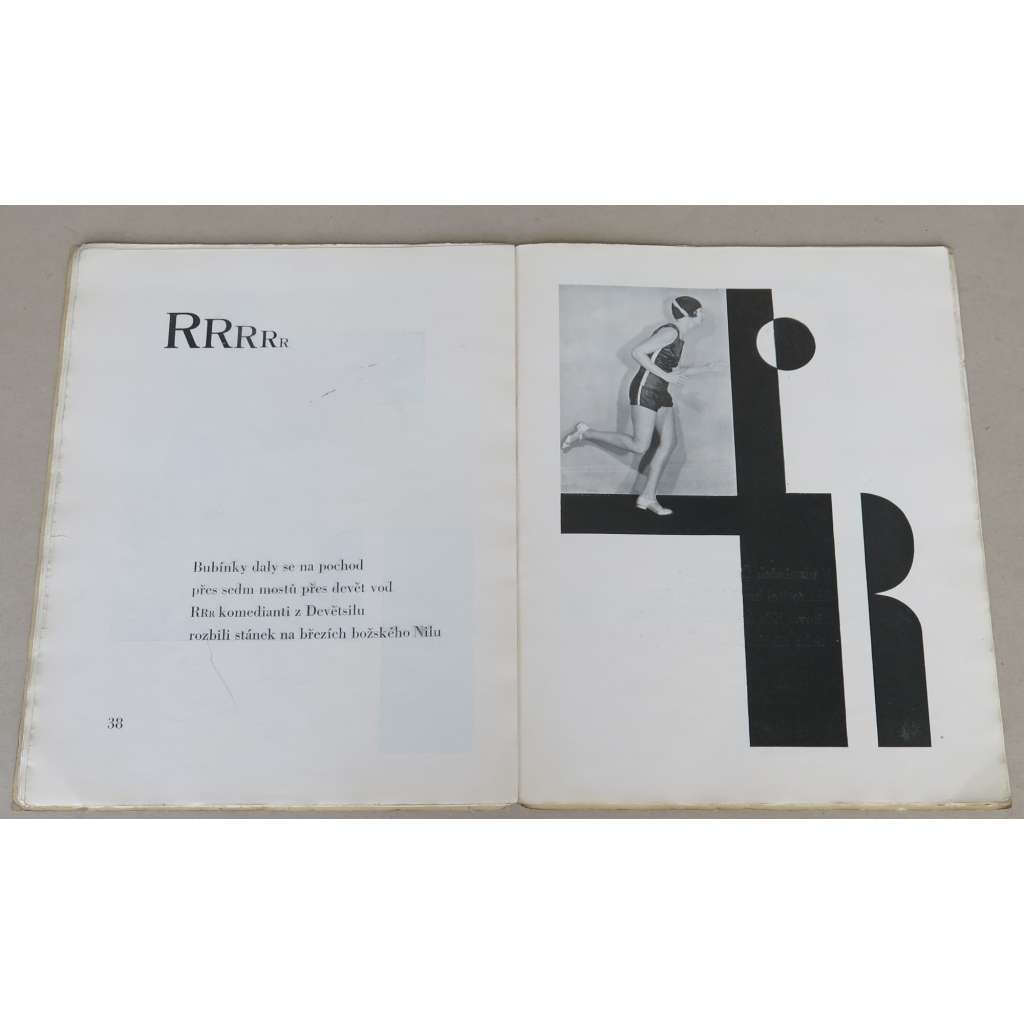 RRRRR
Bubínky daly se na pochod
přes sedm mostů přes devět vod
RRR komedianti z Devětsilu
rozbili stánek na březích božského Nilu
38
R